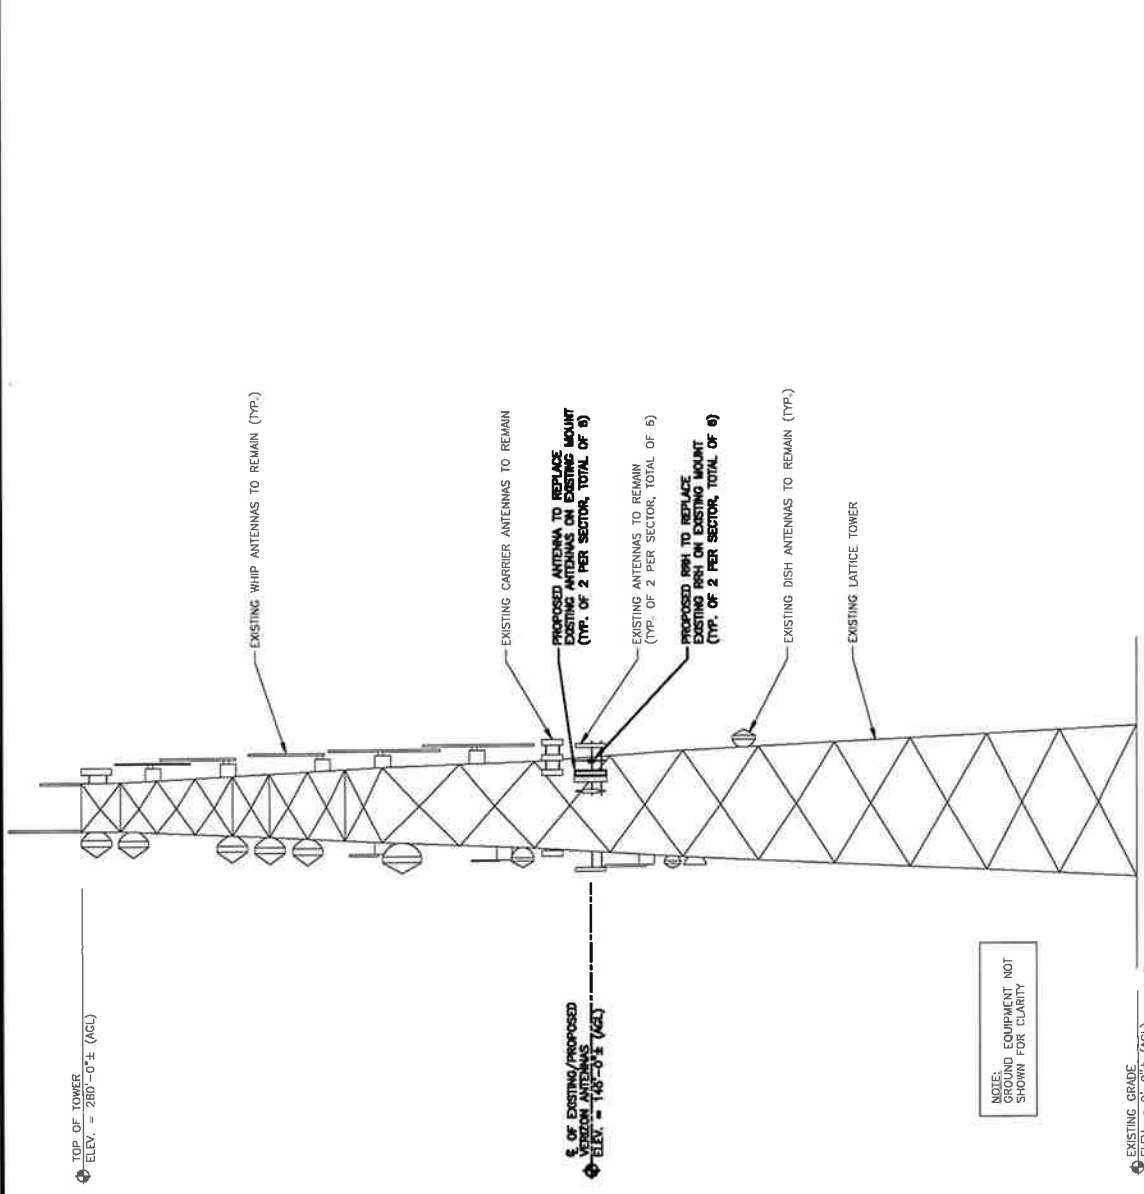 TOP OF TOWER
ELEV. = 280'-0"± (AGL)
EXISTING WHIP ANTENNAS TO REMAIN (TYP.)
EXISTING CARRIER ANTENNAS TO REMAIN
PROPOSED ANTENNA TO REPLACE
EXISTING ANTENNAS ON EXISTING MOUNT
(TYP. OF 2 PER SECTOR, TOTAL OF 6)
℄ OF EXISTING/PROPOSED
VERIZON ANTENNAS
ELEV. = 146'-0"± (AGL)
EXISTING ANTENNAS TO REMAIN
(TYP. OF 2 PER SECTOR, TOTAL OF 6)
PROPOSED RRH TO REPLACE
EXISTING RRH ON EXISTING MOUNT
(TYP. OF 2 PER SECTOR, TOTAL OF 6)
EXISTING DISH ANTENNAS TO REMAIN (TYP.)
EXISTING LATTICE TOWER
NOTE:
GROUND EQUIPMENT NOT
SHOWN FOR CLARITY
EXISTING GRADE